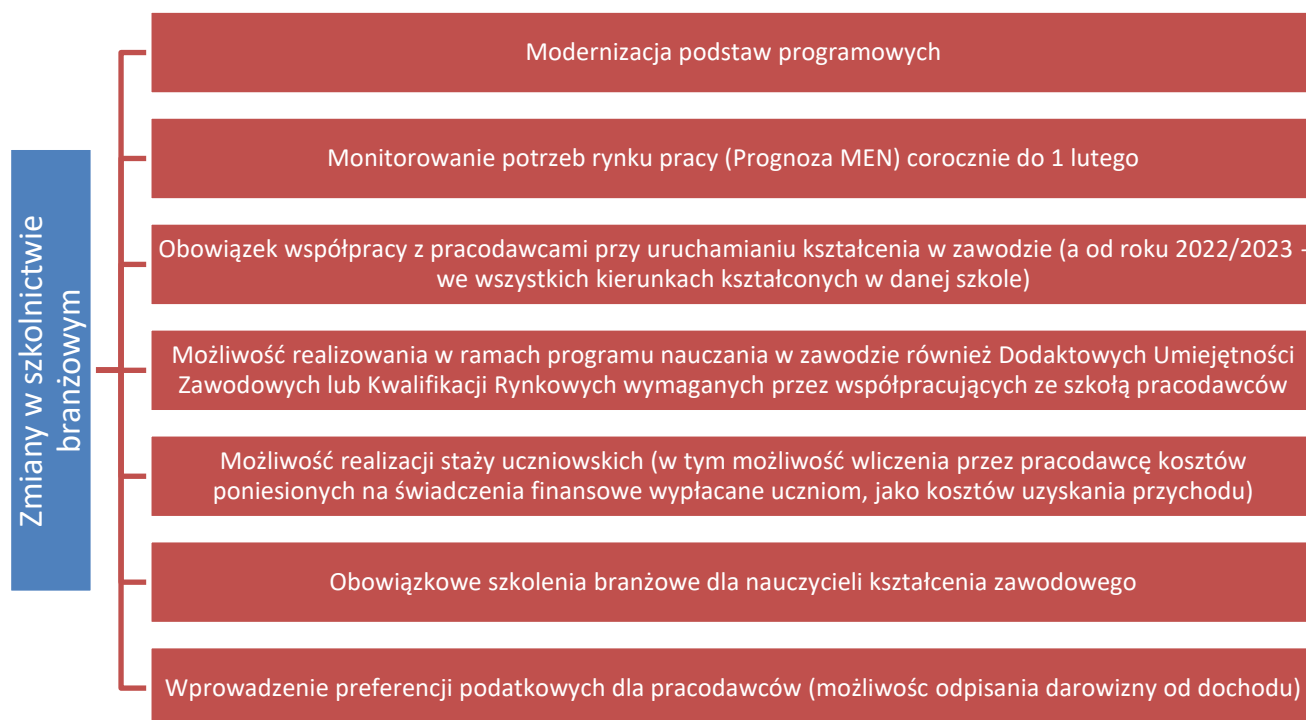 Zmiany w szkolnictwie
branżowym
Modernizacja podstaw programowych
Monitorowanie potrzeb rynku pracy (Prognoza MEN) corocznie do 1 lutego
Obowiązek współpracy z pracodawcami przy uruchamianiu kształcenia w zawodzie (a od roku 2022/2023 -
we wszystkich kierunkach kształconych w danej szkole)
Możliwość realizowania w ramach programu nauczania w zawodzie również Dodaktowych Umiejętności
Zawodowych lub Kwalifikacji Rynkowych wymaganych przez współpracujących ze szkołą pracodawców
Możliwość realizacji staży uczniowskich (w tym możliwość wliczenia przez pracodawcę kosztów
poniesionych na świadczenia finansowe wypłacane uczniom, jako kosztów uzyskania przychodu)
Obowiązkowe szkolenia branżowe dla nauczycieli kształcenia zawodowego
Wprowadzenie preferencji podatkowych dla pracodawców (możliwośc odpisania darowizny od dochodu)